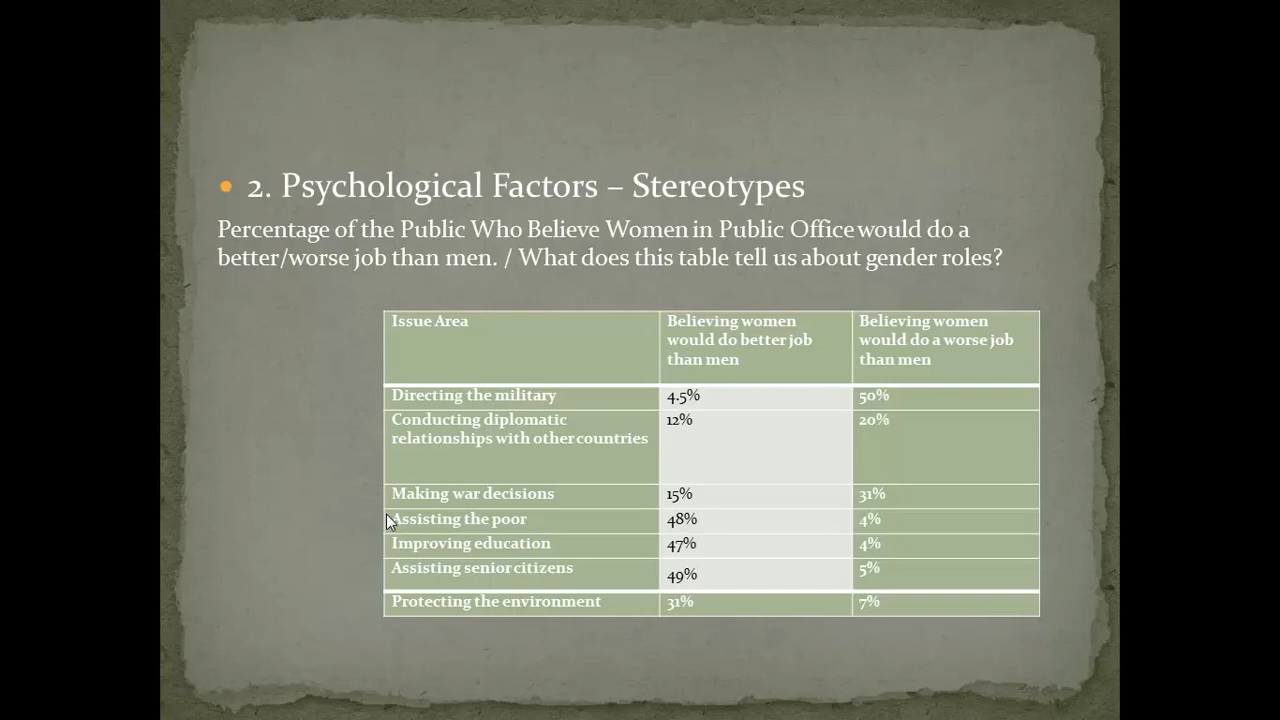 2. Psychological Factors – Stereotypes
Percentage of the Public Who Believe Women in Public Office would do a
better/worse job than men. / What does this table tell us about gender roles?
Issue Area
Believing women
would do better job
than men
Believing women
would do a worse job
than men
Directing the military
4.5%
50%
Conducting diplomatic
relationships with other countries
12%
20%
Making war decisions
15%
31%
Assisting the poor
48%
4%
Improving education
47%
4%
Assisting senior citizens
49%
5%
Protecting the environment
31%
7%